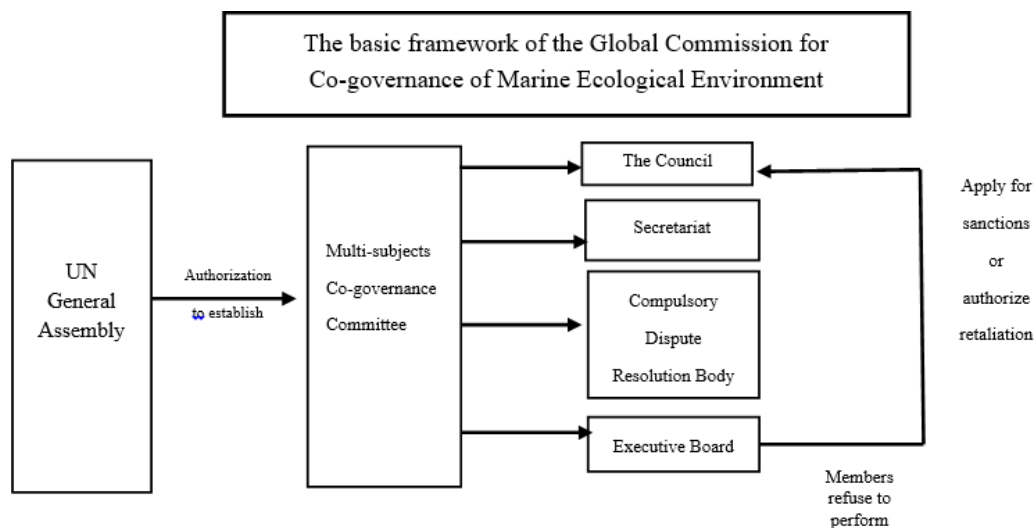 The basic framework of the Global Commission for
Co-governance of Marine Ecological Environment
UN
General
Assembly
Authorization
to establish
Multi-subjects
Co-governance
Committee
The Council
Secretariat
Compulsory
Dispute
Resolution Body
Executive Board
Members
refuse to
perform
Apply for
sanctions
or
authorize
retaliation